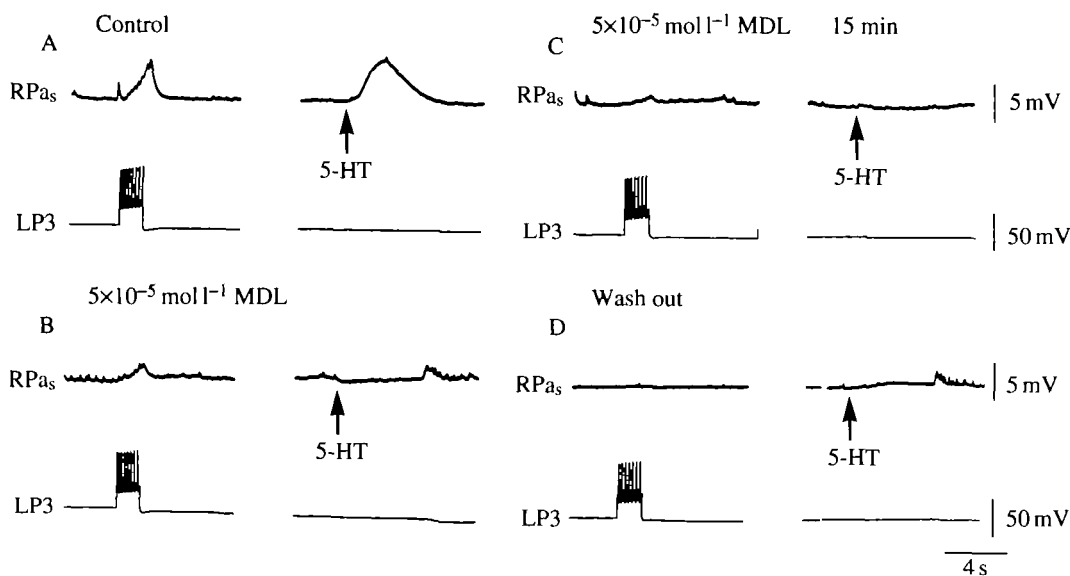 A Control
RPas
5-HT
LP3
C 5×10⁻⁵ mol l⁻¹ MDL 15 min
RPas
5 mV
5-HT
LP3
50 mV
B 5×10⁻⁵ mol l⁻¹ MDL
RPas
5-HT
LP3
D Wash out
RPas
5 mV
5-HT
LP3
50 mV
4 s